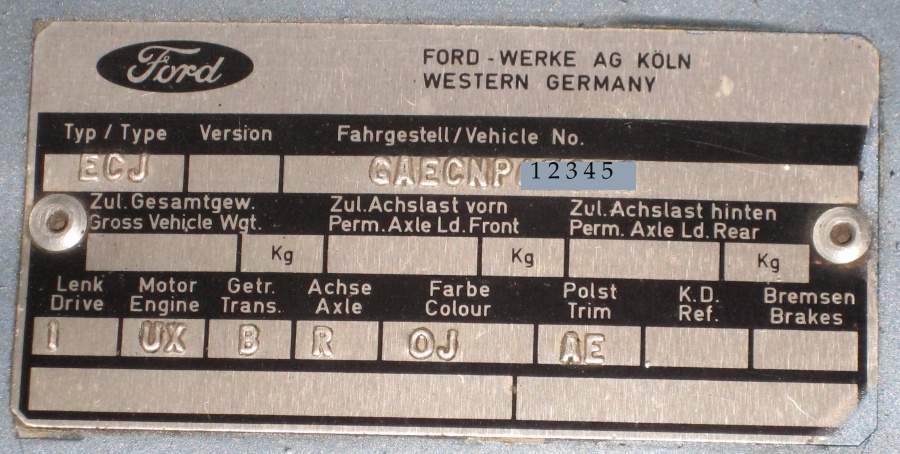 Ford
FORD - WERKE AG KÖLN
WESTERN GERMANY
Typ / Type Version Fahrgestell/Vehicle No.
ECJ GAECNP 12345
Zul.Gesamtgew. Zul.Achslast vorn Zul.Achslast hinten
Gross Vehicle Wgt. Perm.Axle Ld.Front Perm.Axle Ld.Rear
Kg Kg Kg
Lenk Motor Getr. Achse Farbe Polst K.D. Bremsen
Drive Engine Trans. Axle Colour Trim Ref. Brakes
1 UX B R OJ AE